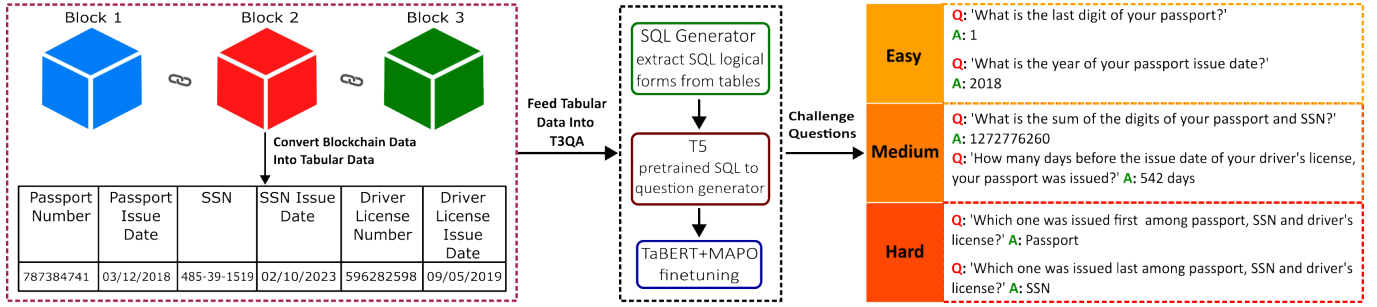 Block 1
Block 2
Block 3
Convert Blockchain Data
Into Tabular Data
Passport
Number
Passport
Issue
Date
SSN
SSN Issue
Date
Driver
License
Number
Driver
License
Issue
Date
787384741
03/12/2018
485-39-1519
02/10/2023
596282598
09/05/2019
Feed Tabular
Data Into
T3QA
SQL Generator
extract SQL logical
forms from tables
T5
pretrained SQL to
question generator
TaBERT+MAPO
finetuning
Challenge
Questions
Easy
Q: 'What is the last digit of your passport?'
A: 1
Q: 'What is the year of your passport issue date?'
A: 2018
Medium
Q: 'What is the sum of the digits of your passport and SSN?'
A: 1272776260
Q: 'How many days before the issue date of your driver's license,
your passport was issued?' A: 542 days
Hard
Q: 'Which one was issued first among passport, SSN and driver's
license?' A: Passport
Q: 'Which one was issued last among passport, SSN and driver's
license?' A: SSN